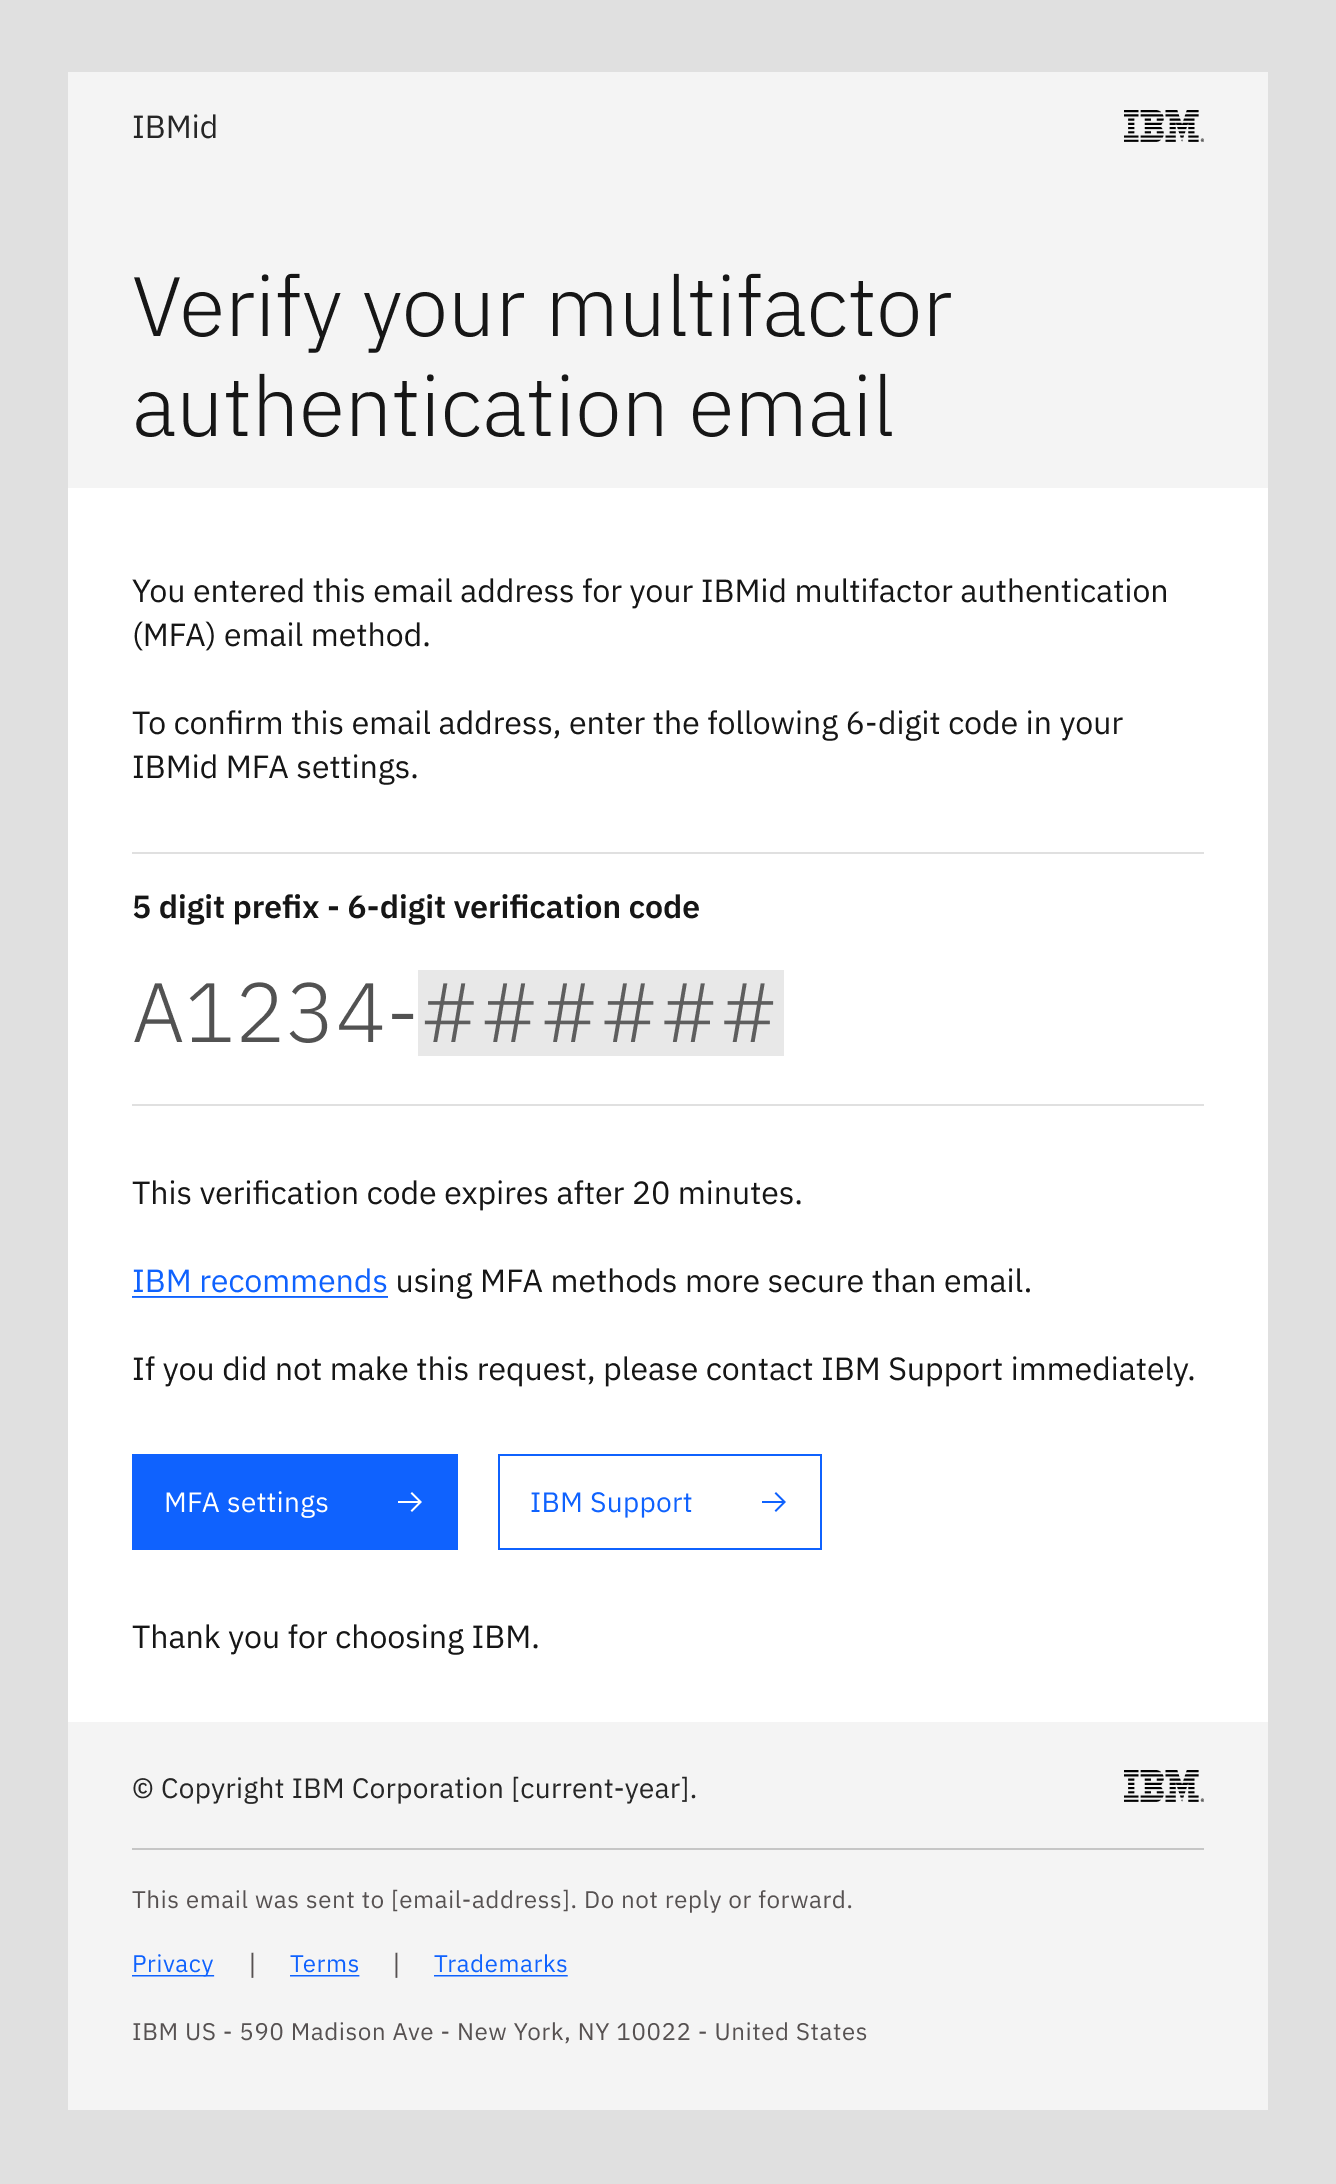 IBMid
IBM
Verify your multifactor
authentication email
You entered this email address for your IBMid multifactor authentication
(MFA) email method.
To confirm this email address, enter the following 6-digit code in your
IBMid MFA settings.
5 digit prefix - 6-digit verification code
A1234-######
This verification code expires after 20 minutes.
IBM recommends using MFA methods more secure than email.
If you did not make this request, please contact IBM Support immediately.
MFA settings → IBM Support →
Thank you for choosing IBM.
© Copyright IBM Corporation [current-year].
IBM
This email was sent to [email-address]. Do not reply or forward.
Privacy | Terms | Trademarks
IBM US - 590 Madison Ave - New York, NY 10022 - United States